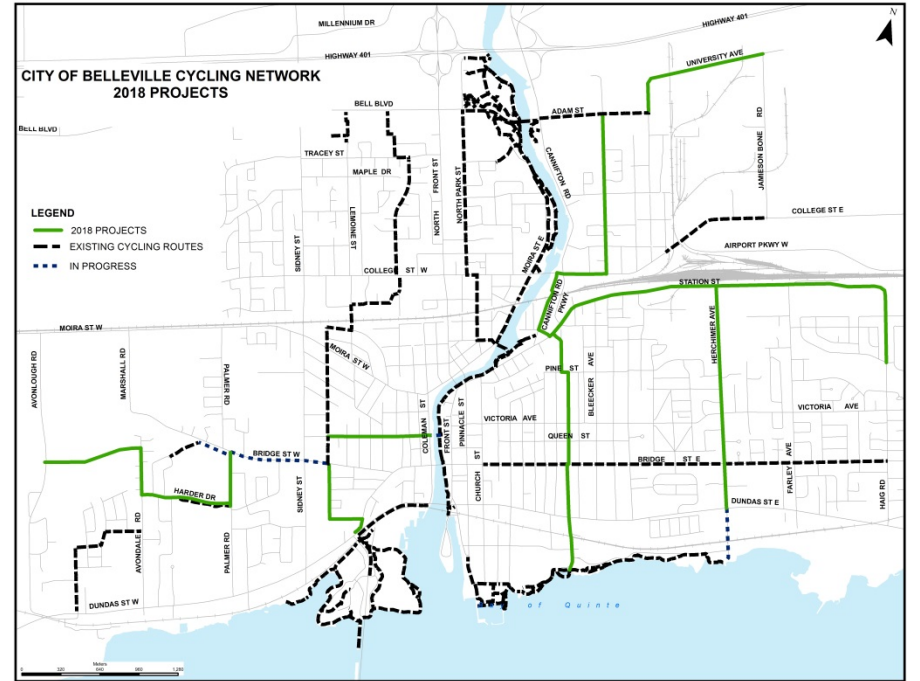 MILLENNIUM DR
HIGHWAY 401
HIGHWAY 401
N
CITY OF BELLEVILLE CYCLING NETWORK
2018 PROJECTS
UNIVERSITY AVE
BELL BLVD
BELL BLVD
ADAM ST
TRACEY ST
MAPLE DR
NORTH FRONT ST
NORTH PARK ST
CANNIFTON RD
JAMIESON BONE RD
LEGEND
2018 PROJECTS
EXISTING CYCLING ROUTES
IN PROGRESS
LEMOINE ST
SIDNEY ST
MOIRA ST E
COLLEGE ST E
AIRPORT PKWY W
COLLEGE ST W
STATION ST
CANNIFTON RD
PKWY
HERCHIMER AVE
MOIRA ST W
MOIRA ST W
AVONLOUGH RD
MARSHALL RD
PALMER RD
PINE ST
BLEECKER AVE
COLEMAN ST
FRONT ST
PINNACLE ST
VICTORIA AVE
VICTORIA AVE
QUEEN ST
BRIDGE ST W
BRIDGE ST E
HARDER DR
SIDNEY ST
CHURCH ST
FARLEY AVE
HAIG RD
DUNDAS ST E
AVONDALE RD
PALMER RD
DUNDAS ST W
of Quinte
Meters
0 320 640 960 1,280